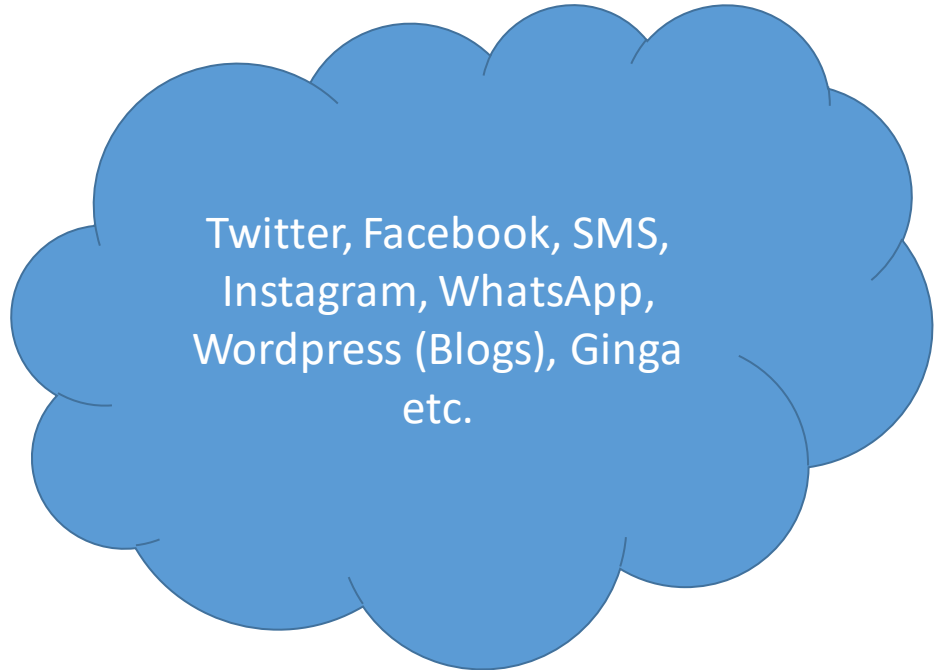 Twitter, Facebook, SMS,
Instagram, WhatsApp,
Wordpress (Blogs), Ginga
etc.